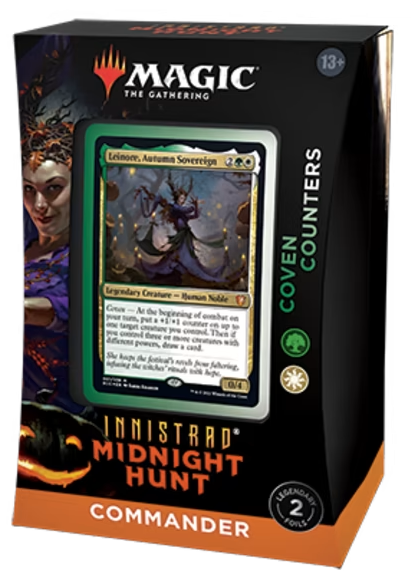 MAGIC
THE GATHERING
13+
Leinore, Autumn Sovereign 2
Legendary Creature — Human Noble
Coven — At the beginning of combat on
your turn, put a +1/+1 counter on up to
one target creature you control. Then if
you control three or more creatures with
different powers, draw a card.
She keeps the festival's revels from faltering,
infusing the witches' rituals with hope.
0/4
COVEN
COUNTERS
INNISTRAD®
MIDNIGHT
HUNT
COMMANDER
LEGENDARY
2
FOILS